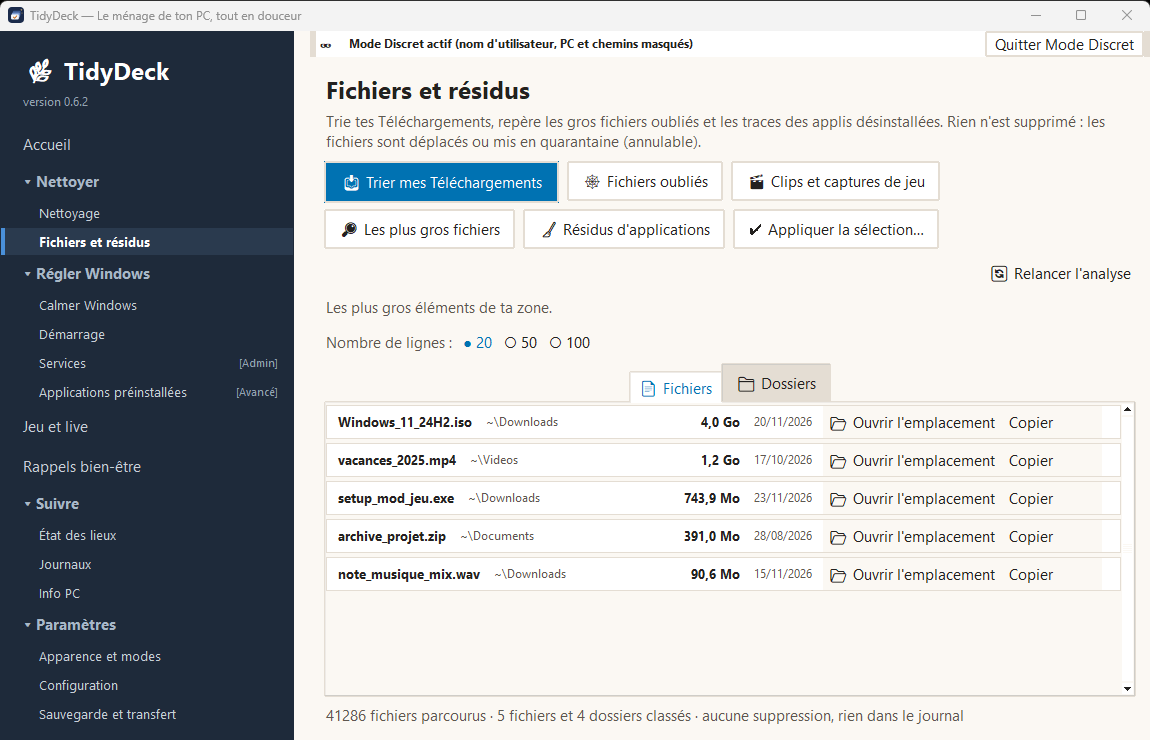 TidyDeck — Le ménage de ton PC, tout en douceur
TidyDeck
version 0.6.2
Accueil
Nettoyer
Nettoyage
Fichiers et résidus
Régler Windows
Calmer Windows
Démarrage
Services [Admin]
Applications préinstallées [Avancé]
Jeu et live
Rappels bien-être
Suivre
État des lieux
Journaux
Info PC
Paramètres
Apparence et modes
Configuration
Sauvegarde et transfert
Mode Discret actif (nom d'utilisateur, PC et chemins masqués)
Quitter Mode Discret
Fichiers et résidus
Trie tes Téléchargements, repère les gros fichiers oubliés et les traces des applis désinstallées. Rien n'est supprimé : les
fichiers sont déplacés ou mis en quarantaine (annulable).
Trier mes Téléchargements Fichiers oubliés Clips et captures de jeu
Les plus gros fichiers Résidus d'applications Appliquer la sélection...
Relancer l'analyse
Les plus gros éléments de ta zone.
Nombre de lignes : 20 50 100
Fichiers Dossiers
Windows_11_24H2.iso ~\Downloads 4,0 Go 20/11/2026 Ouvrir l'emplacement Copier
vacances_2025.mp4 ~\Videos 1,2 Go 17/10/2026 Ouvrir l'emplacement Copier
setup_mod_jeu.exe ~\Downloads 743,9 Mo 23/11/2026 Ouvrir l'emplacement Copier
archive_projet.zip ~\Documents 391,0 Mo 28/08/2026 Ouvrir l'emplacement Copier
note_musique_mix.wav ~\Downloads 90,6 Mo 15/11/2026 Ouvrir l'emplacement Copier
41286 fichiers parcourus · 5 fichiers et 4 dossiers classés · aucune suppression, rien dans le journal